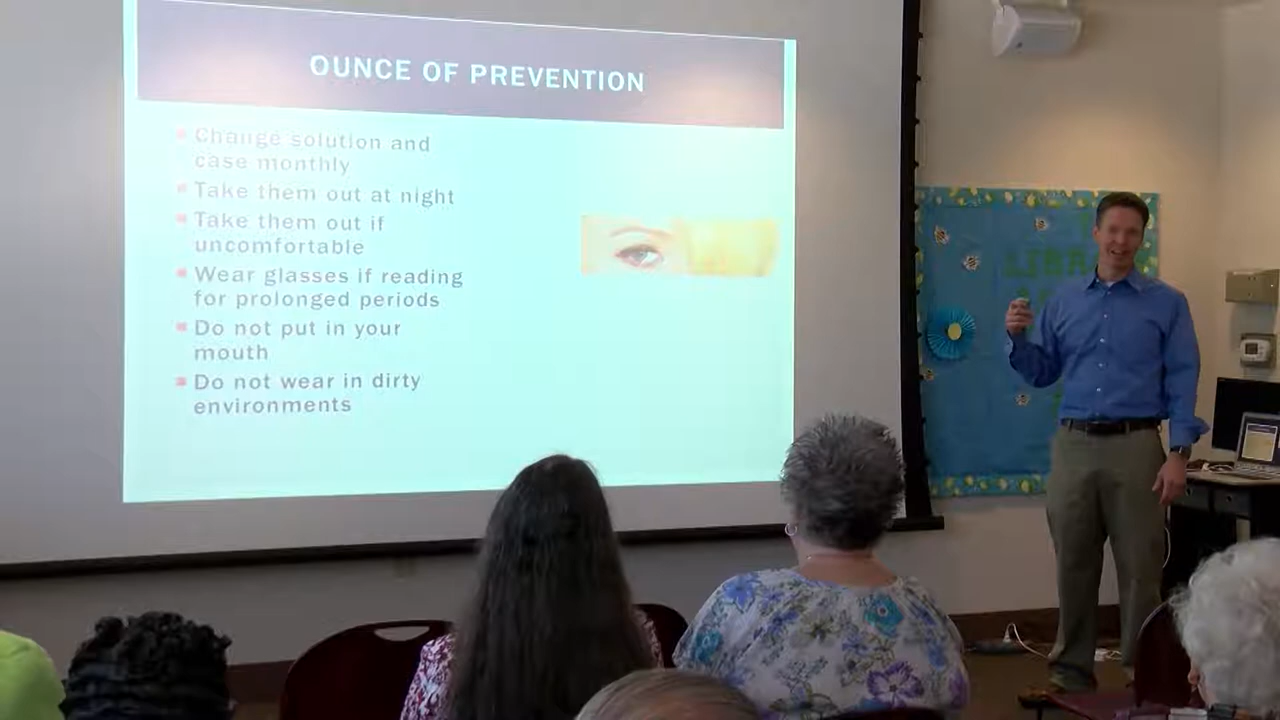 OUNCE OF PREVENTION
Change solution and
case monthly
Take them out at night
Take them out if
uncomfortable
Wear glasses if reading
for prolonged periods
Do not put in your
mouth
Do not wear in dirty
environments